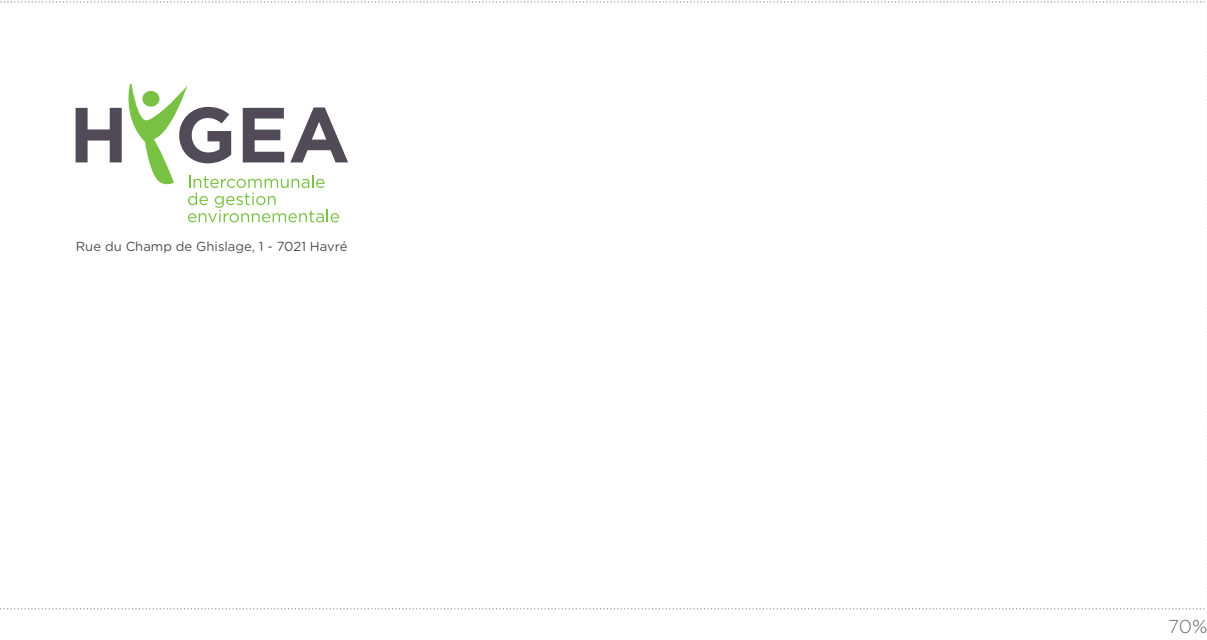 HYGEA
Intercommunale
de gestion
environnementale
Rue du Champ de Ghislage, 1 - 7021 Havré
70%